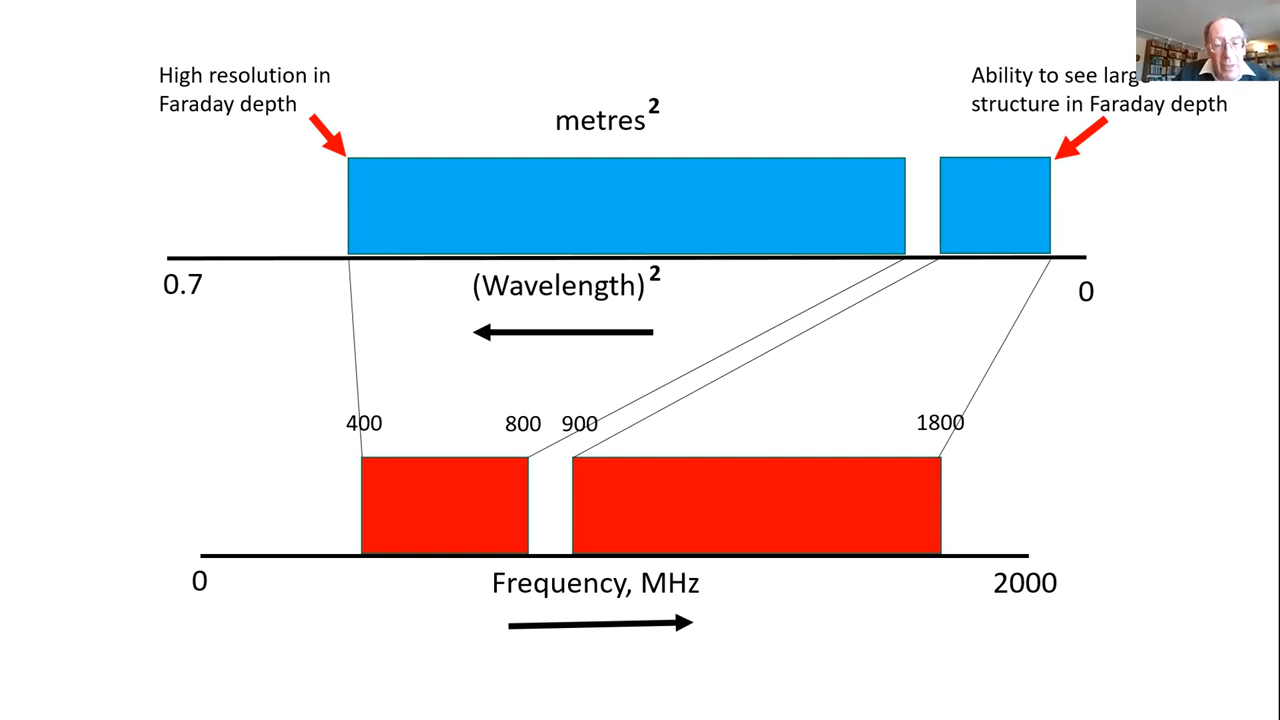 High resolution in
Faraday depth
metres²
Ability to see
structure in Faraday depth
0.7
(Wavelength)²
0
400
800
900
1800
0
Frequency, MHz
2000